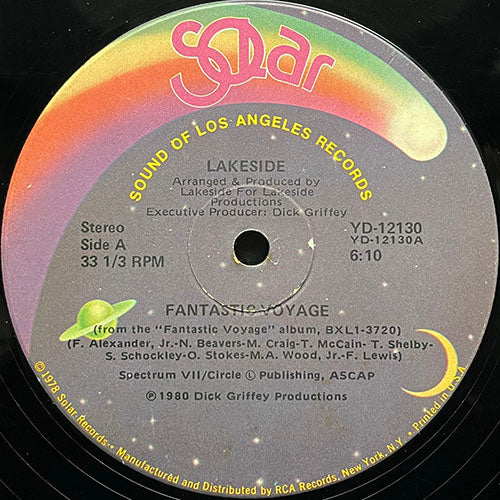 SOLAR
SOUND OF LOS ANGELES RECORDS
LAKESIDE
Arranged & Produced by
Lakeside For Lakeside
Productions
Executive Producer: Dick Griffey
Stereo
Side A
33 1/3 RPM
YD-12130
YD-12130A
6:10
FANTASTIC VOYAGE
(from the "Fantastic Voyage" album, BXL1-3720)
(F. Alexander, Jr.-N. Beavers-M. Craig-T. McCain-T. Shelby-
S. Schockley-O. Stokes-M.A. Wood, Jr.-F. Lewis)
Spectrum VII/Circle Ⓛ Publishing, ASCAP
Ⓟ 1980 Dick Griffey Productions
©1978 Solar Records - Manufactured and Distributed by RCA Records, New York, N.Y. - Printed in U.S.A.